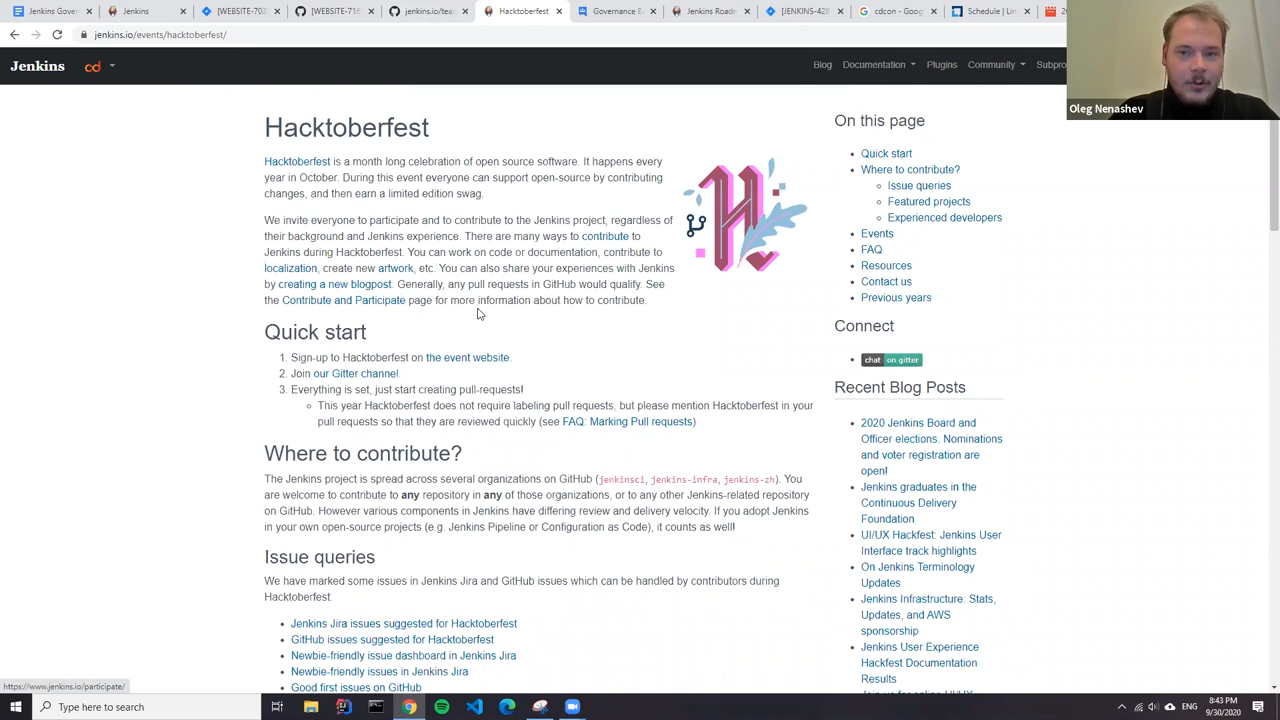 Jenkins Gover
Jenkins
[WEBSITE-70
[WEBSITE-716
jenkins.io/tea
Hacktoberfest
Governance B
Jenkins Roadm
[JENKINS-428
cdcon - Goog
Schedule | Lin
jenkins.io/events/hacktoberfest/
Jenkins
cd
Blog
Documentation
Plugins
Community
Subpro
Oleg Nenashev
Hacktoberfest
Hacktoberfest is a month long celebration of open source software. It happens every
year in October. During this event everyone can support open-source by contributing
changes, and then earn a limited edition swag.
We invite everyone to participate and to contribute to the Jenkins project, regardless of
their background and Jenkins experience. There are many ways to contribute to
Jenkins during Hacktoberfest. You can work on code or documentation, contribute to
localization, create new artwork, etc. You can also share your experiences with Jenkins
by creating a new blogpost. Generally, any pull requests in GitHub would qualify. See
the Contribute and Participate page for more information about how to contribute.
Quick start
1. Sign-up to Hacktoberfest on the event website.
2. Join our Gitter channel.
3. Everything is set, just start creating pull-requests!
This year Hacktoberfest does not require labeling pull requests, but please mention Hacktoberfest in your
pull requests so that they are reviewed quickly (see FAQ: Marking Pull requests)
Where to contribute?
The Jenkins project is spread across several organizations on GitHub (jenkinsci, jenkins-infra, jenkins-zh). You
are welcome to contribute to any repository in any of those organizations, or to any other Jenkins-related repository
on GitHub. However various components in Jenkins have differing review and delivery velocity. If you adopt Jenkins
in your own open-source projects (e.g. Jenkins Pipeline or Configuration as Code), it counts as well!
Issue queries
We have marked some issues in Jenkins Jira and GitHub issues which can be handled by contributors during
Hacktoberfest:
Jenkins Jira issues suggested for Hacktoberfest
GitHub issues suggested for Hacktoberfest
Newbie-friendly issue dashboard in Jenkins Jira
Newbie-friendly issues in Jenkins Jira
Good first issues on GitHub
On this page
Quick start
Where to contribute?
Issue queries
Featured projects
Experienced developers
Events
FAQ
Resources
Contact us
Previous years
Connect
chat on gitter
Recent Blog Posts
2020 Jenkins Board and
Officer elections. Nominations
and voter registration are
open!
Jenkins graduates in the
Continuous Delivery
Foundation
UI/UX Hackfest: Jenkins User
Interface track highlights
On Jenkins Terminology
Updates
Jenkins Infrastructure: Stats,
Updates, and AWS
sponsorship
Jenkins User Experience
Hackfest Documentation
Results
https://www.jenkins.io/participate/
Type here to search
8:43 PM
9/30/2020